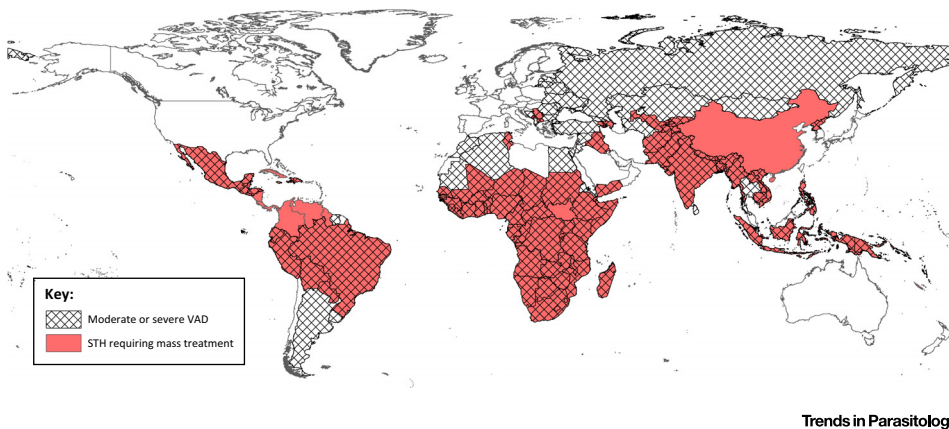 Key:
Moderate or severe VAD
STH requiring mass treatment
Trends in Parasitolog